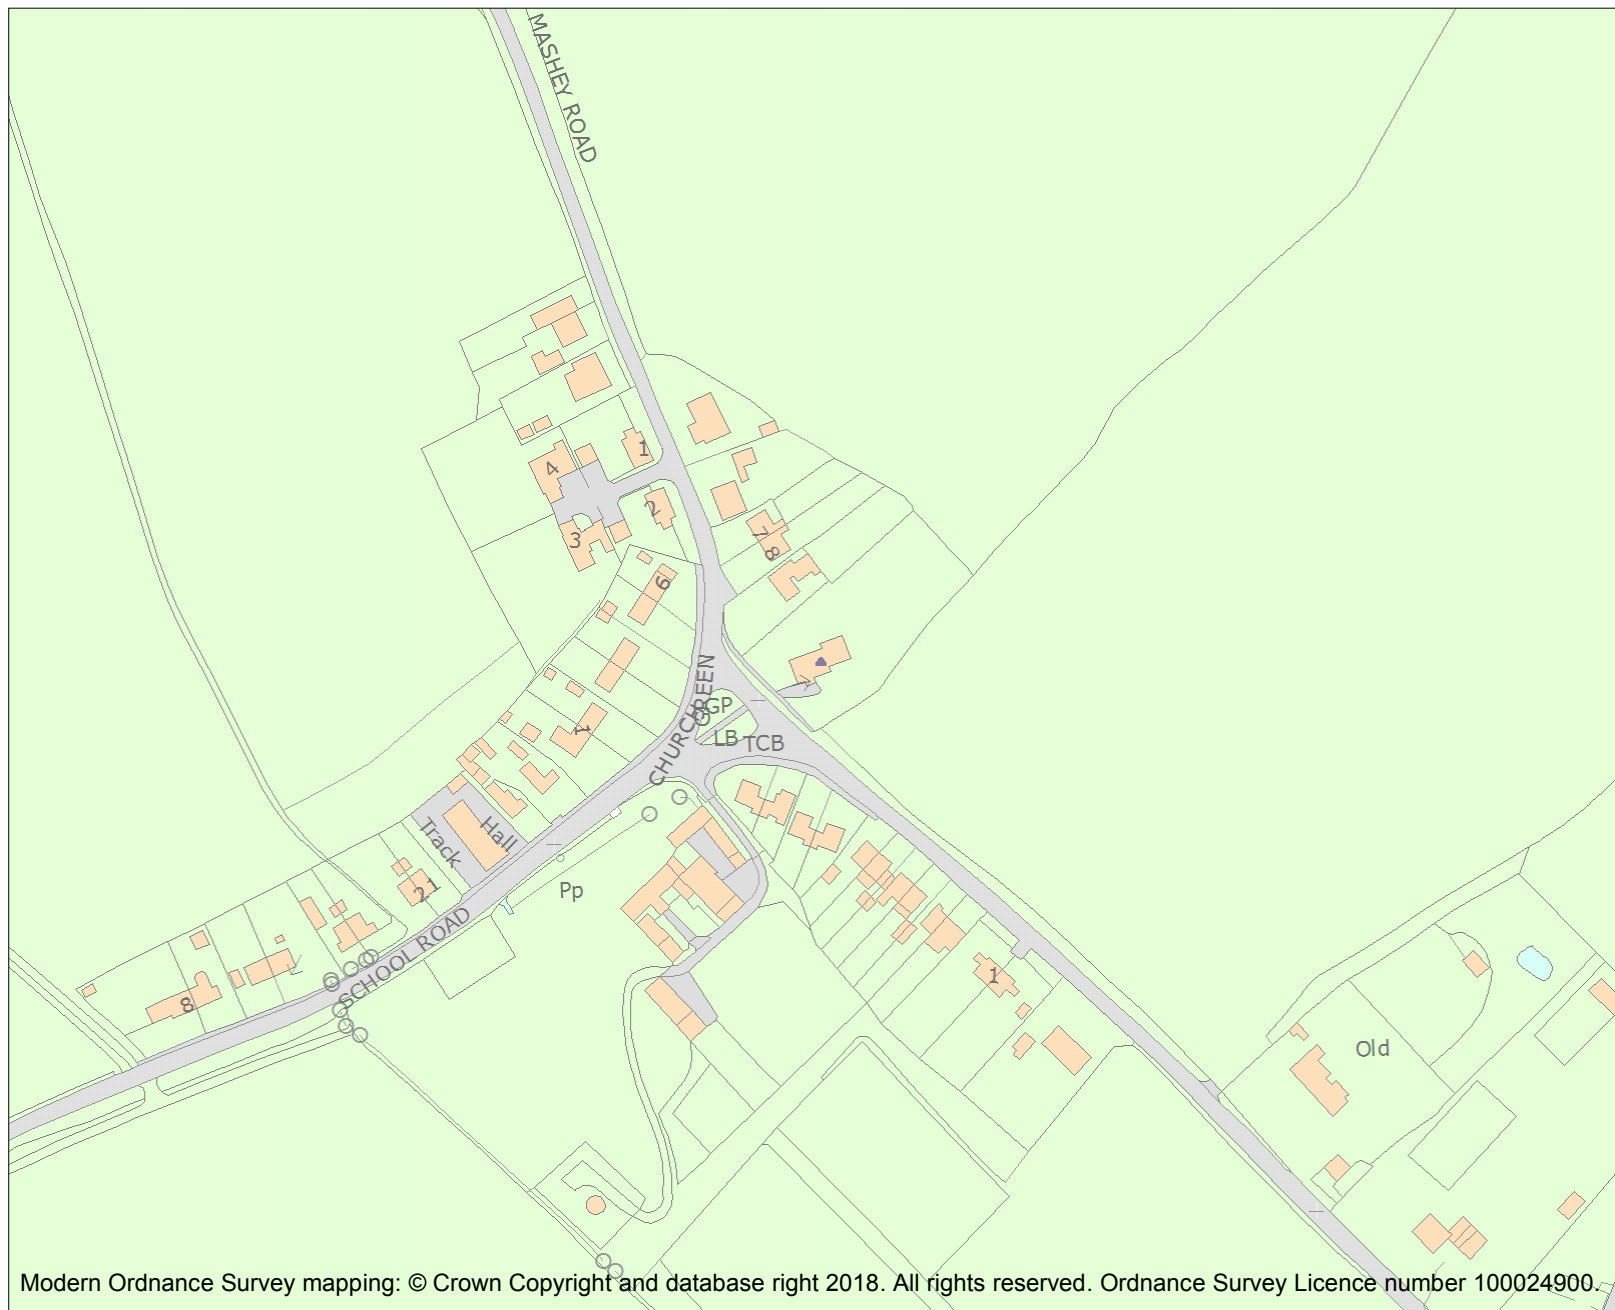 MASHEY ROAD
1
4
2
3
7
8
6
CHURCH GREEN
GP
LB
TCB
1
Hall
Track
21
Pp
SCHOOL ROAD
1
8
Old
Modern Ordnance Survey mapping: © Crown Copyright and database right 2018. All rights reserved. Ordnance Survey Licence number 100024900.